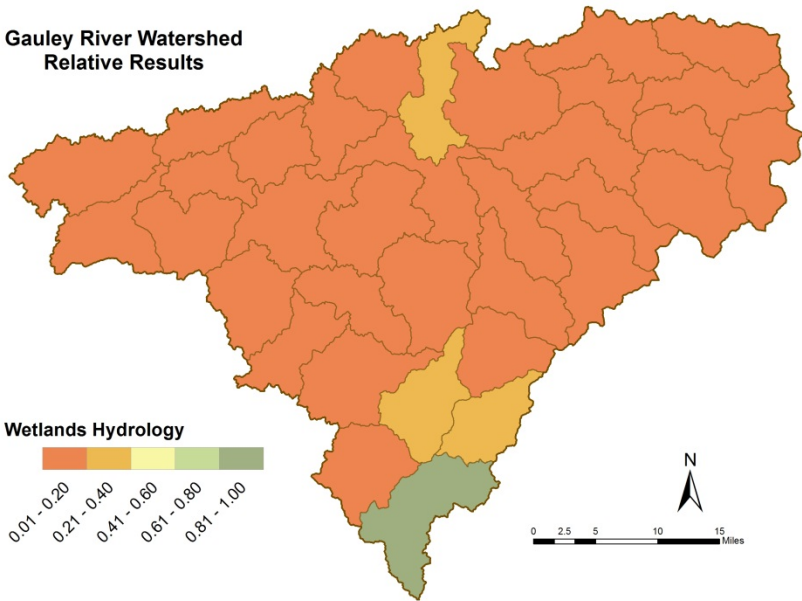 Gauley River Watershed
Relative Results
Wetlands Hydrology
0.01 - 0.20
0.21 - 0.40
0.41 - 0.60
0.61 - 0.80
0.81 - 1.00
N
0 2.5 5 10 15
Miles